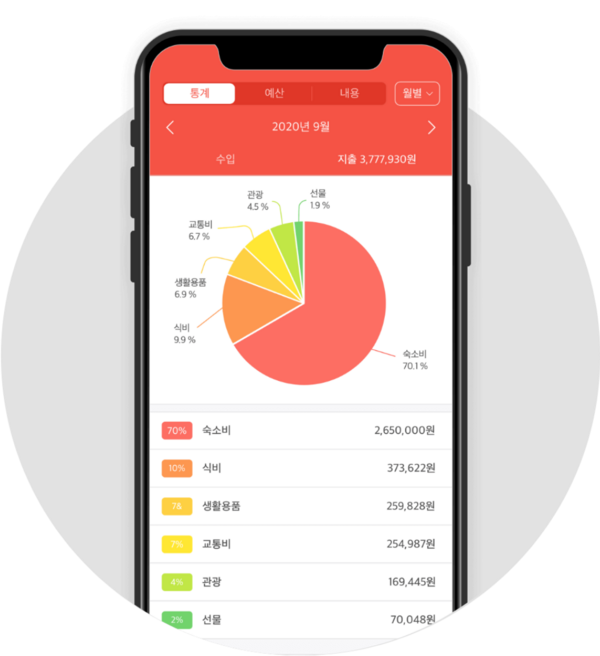 통계 예산 내용 월별
2020년 9월
수입 지출 3,777,930원
관광
4.5 %
선물
1.9 %
교통비
6.7 %
생활용품
6.9 %
식비
9.9 %
숙소비
70.1 %
70% 숙소비 2,650,000원
10% 식비 373,622원
78 생활용품 259,828원
7% 교통비 254,987원
4% 관광 169,445원
2% 선물 70,048원